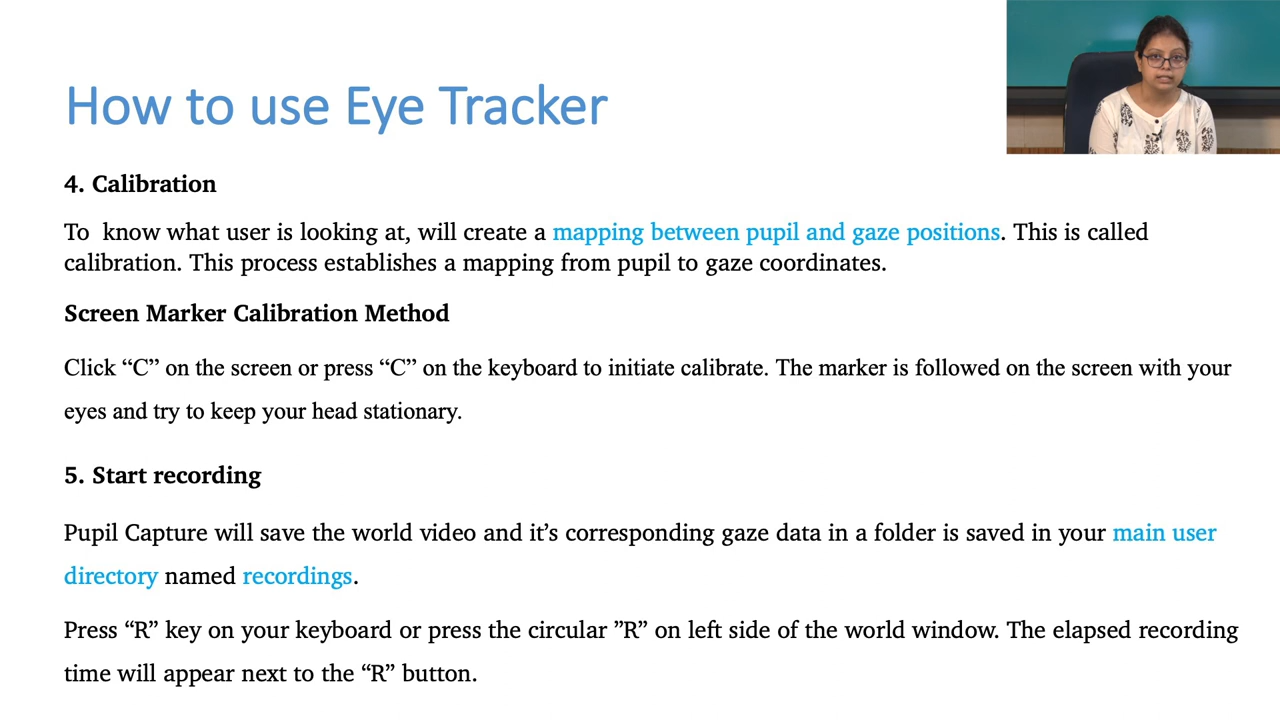 How to use Eye Tracker
4. Calibration
To  know what user is looking at, will create a mapping between pupil and gaze positions. This is called
calibration. This process establishes a mapping from pupil to gaze coordinates.
Screen Marker Calibration Method
Click “C” on the screen or press “C” on the keyboard to initiate calibrate. The marker is followed on the screen with your
eyes and try to keep your head stationary.
5. Start recording
Pupil Capture will save the world video and it’s corresponding gaze data in a folder is saved in your main user
directory named recordings.
Press “R” key on your keyboard or press the circular ”R” on left side of the world window. The elapsed recording
time will appear next to the “R” button.